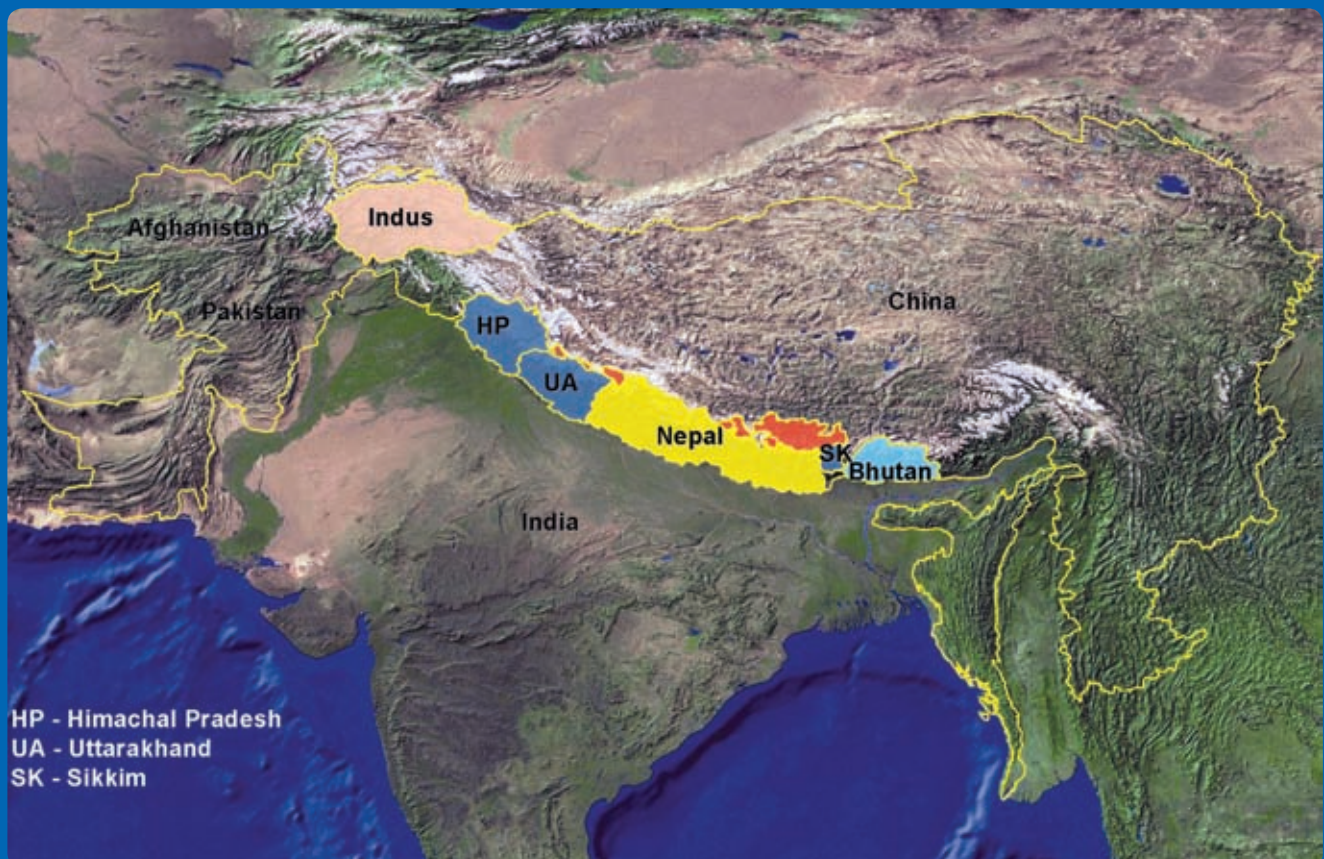 Indus
Afghanistan
Pakistan
China
HP
UA
Nepal
SK
Bhutan
India
HP - Himachal Pradesh
UA - Uttarakhand
SK - Sikkim